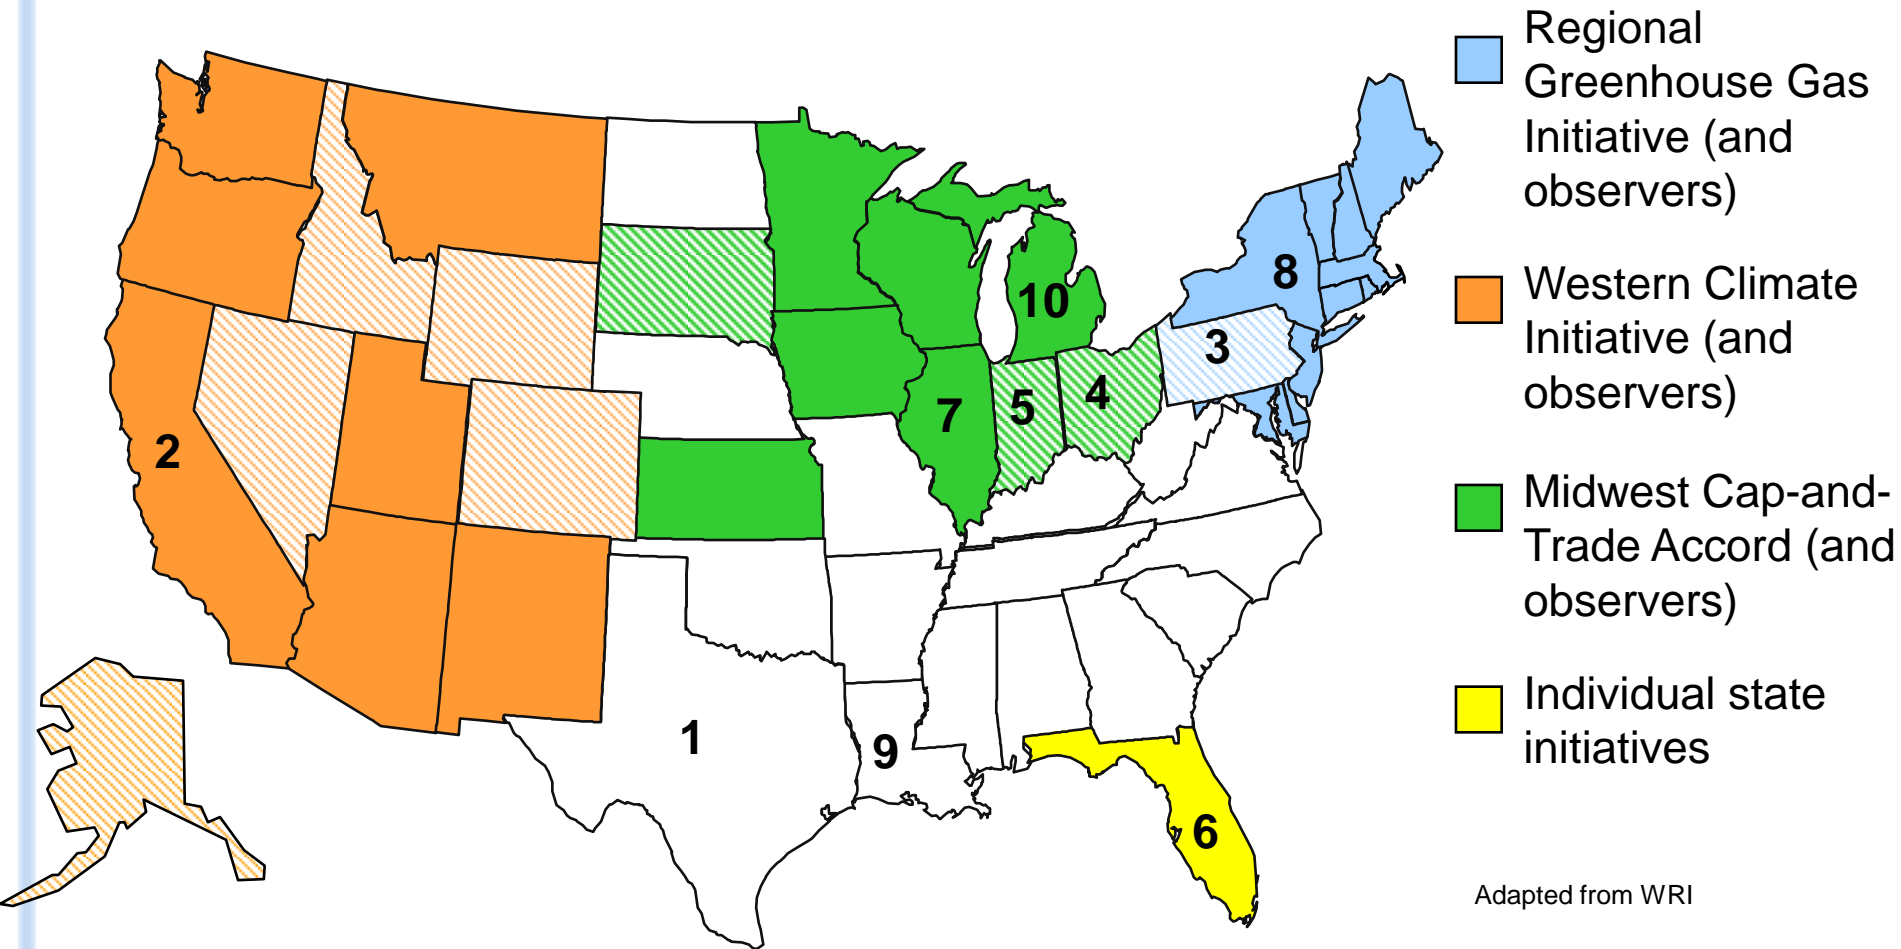 Regional
Greenhouse Gas
Initiative (and
observers)
Western Climate
Initiative (and
observers)
Midwest Cap-and-
Trade Accord (and
observers)
Individual state
initiatives
10
8
3
4
5
7
2
1
9
6
Adapted from WRI